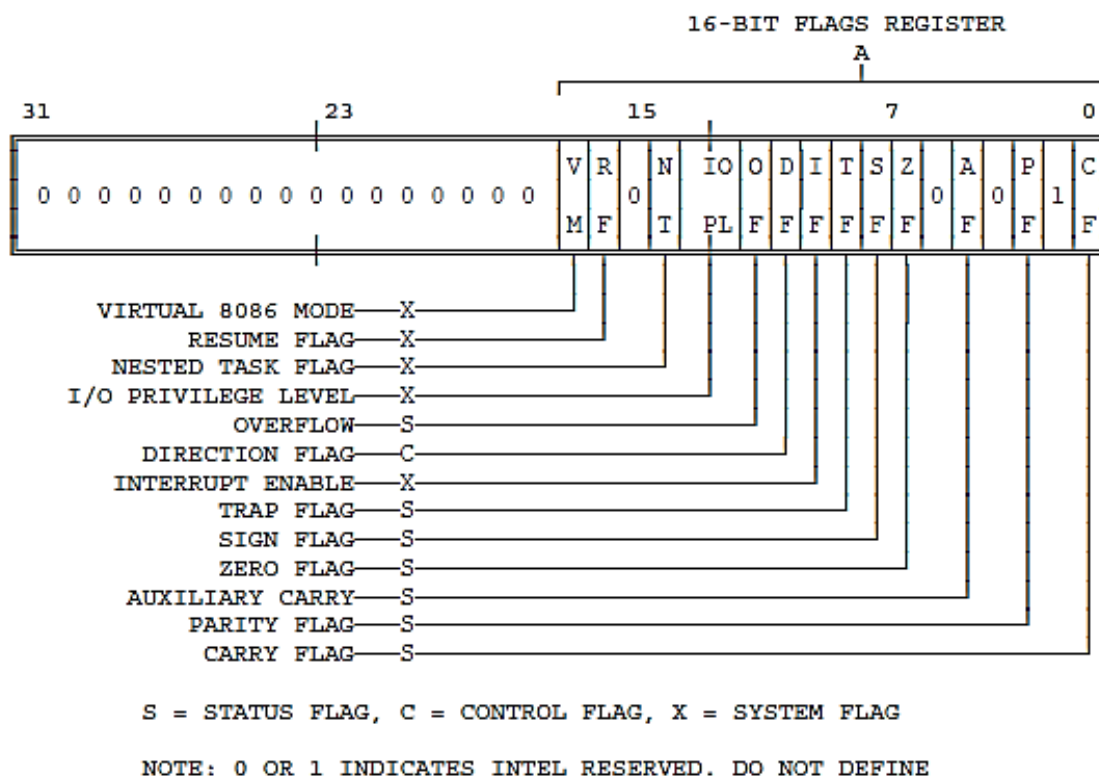 16-BIT FLAGS REGISTER
A
31 23 15 7 0
V R N IO O D I T S Z A P C
0 0 0 0 0 0 0 0 0 0 0 0 0 0 0 0 0 0 0 0 1
M F T PL F F F F F F F F F
VIRTUAL 8086 MODE X
RESUME FLAG X
NESTED TASK FLAG X
I/O PRIVILEGE LEVEL X
OVERFLOW S
DIRECTION FLAG C
INTERRUPT ENABLE X
TRAP FLAG S
SIGN FLAG S
ZERO FLAG S
AUXILIARY CARRY S
PARITY FLAG S
CARRY FLAG S
S = STATUS FLAG, C = CONTROL FLAG, X = SYSTEM FLAG
NOTE: 0 OR 1 INDICATES INTEL RESERVED. DO NOT DEFINE